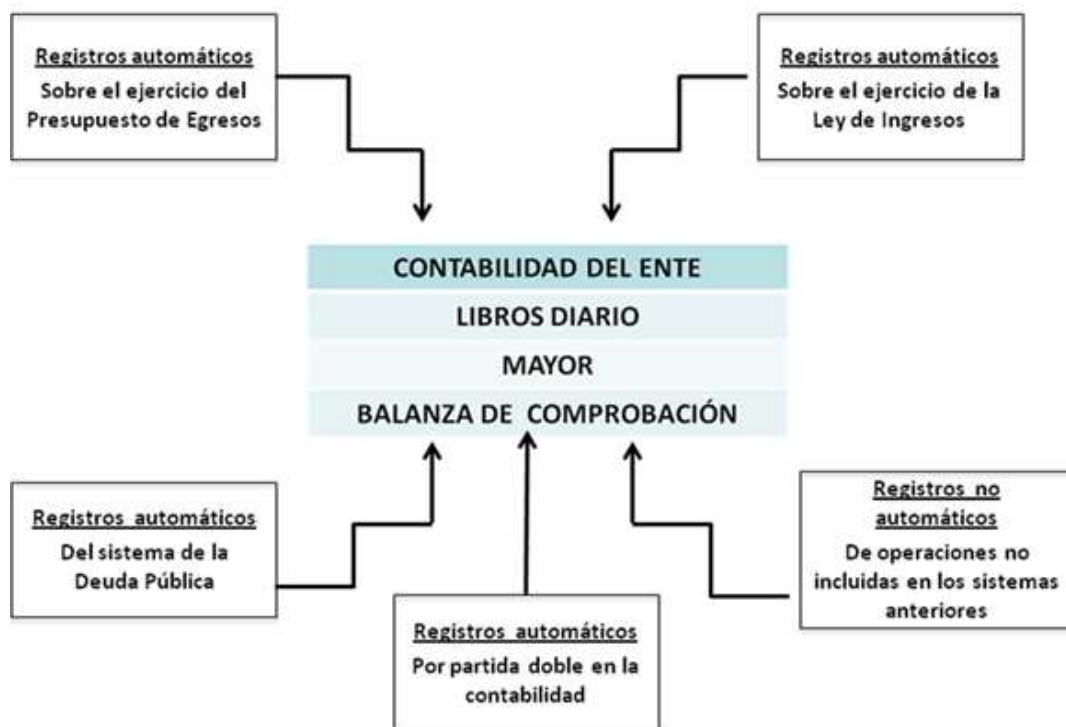 Registros automáticos
Sobre el ejercicio del
Presupuesto de Egresos
Registros automáticos
Sobre el ejercicio de la
Ley de Ingresos
CONTABILIDAD DEL ENTE
LIBROS DIARIO
MAYOR
BALANZA DE COMPROBACIÓN
Registros automáticos
Del sistema de la
Deuda Pública
Registros automáticos
Por partida doble en la
contabilidad
Registros no
automáticos
De operaciones no
incluidas en los sistemas
anteriores